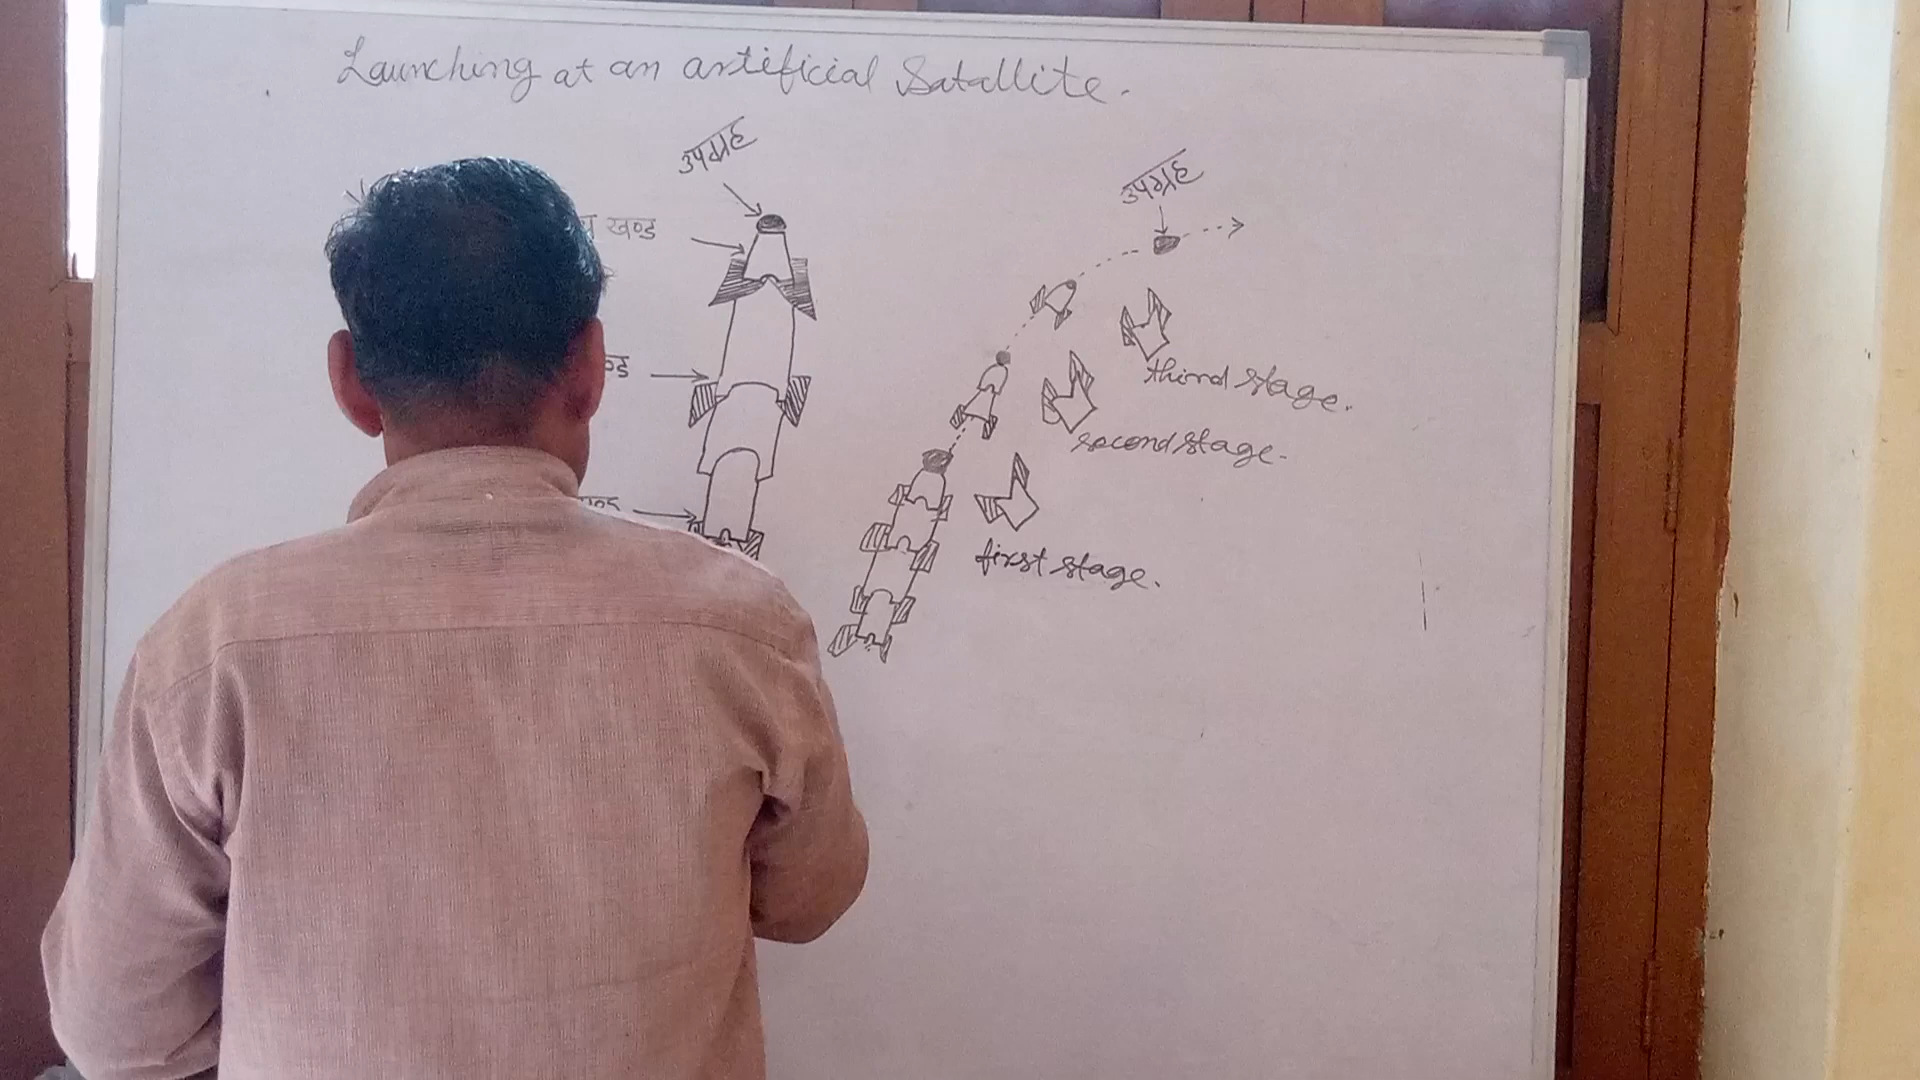 Launching at an artificial Satallite.
उपग्रह
खण्ड
उपग्रह
third stage.
second stage.
first stage.